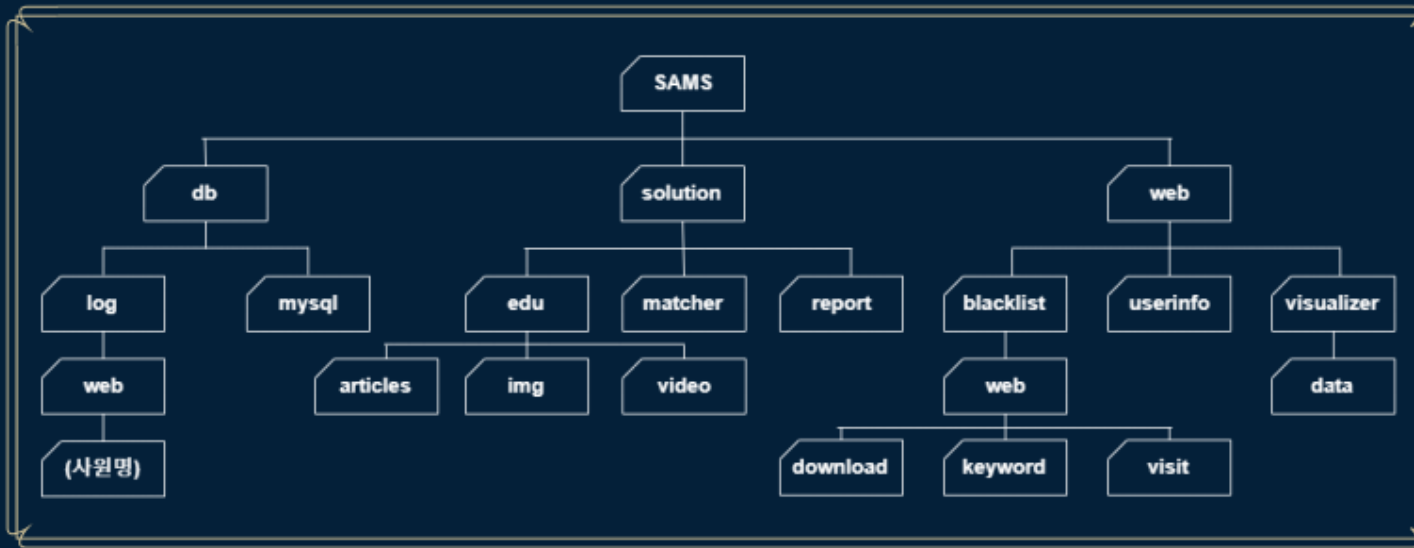 SAMS
db
solution
web
log
mysql
edu
matcher
report
blacklist
userinfo
visualizer
web
articles
img
video
web
data
(사원명)
download
keyword
visit